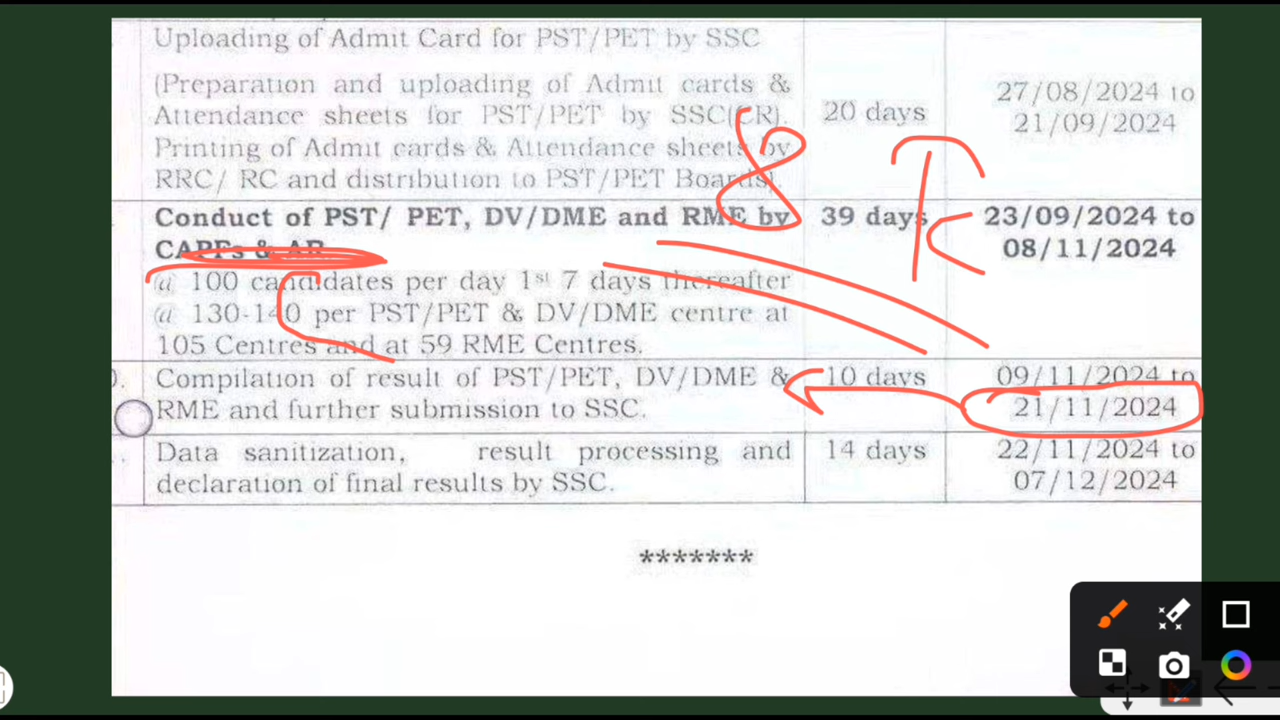 Uploading of Admit Card for PST/PET by SSC
(Preparation and uploading of Admit cards &
Attendance sheets for PST/PET by SSC(CR).
Printing of Admit cards & Attendance sheets by
RRC/ RC and distribution to PST/PET Boards)
20 days
27/08/2024 to
21/09/2024
Conduct of PST/ PET, DV/DME and RME by
CAPFs & AR
@ 100 candidates per day 1st 7 days thereafter
@ 130-140 per PST/PET & DV/DME centre at
105 Centres and at 59 RME Centres.
39 days
23/09/2024 to
08/11/2024
Compilation of result of PST/PET, DV/DME &
RME and further submission to SSC.
10 days
09/11/2024 to
21/11/2024
Data sanitization, result processing and
declaration of final results by SSC.
14 days
22/11/2024 to
07/12/2024
*******